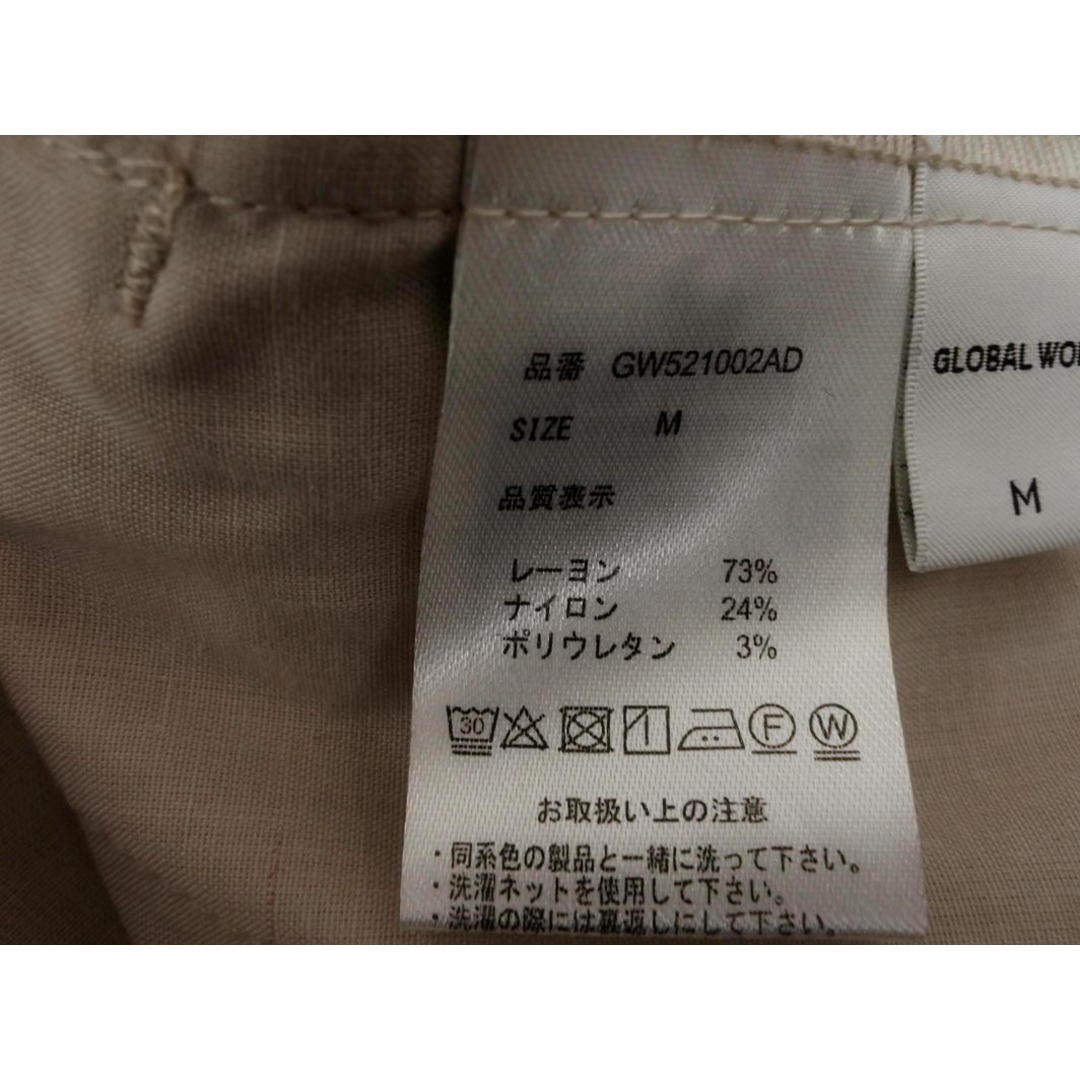 品番 GW521002AD
SIZE M
品質表示
レーヨン 73%
ナイロン 24%
ポリウレタン 3%
30
F
W
お取扱い上の注意
・同系色の製品と一緒に洗って下さい。
・洗濯ネットを使用して下さい。
・洗濯の際には裏返しにして下さい。
GLOBAL
M